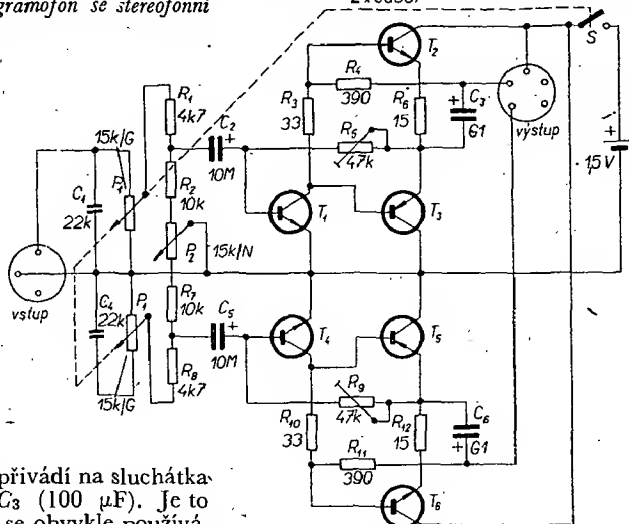 gramofon se stereofonní
T2
S
R1
4k7
R4
390
R3
33
R6
15
C3
+
G1
výstup
15k/G
P1
C2
+
10M
R5
47k
+
1,5 V
R2
10k
C1
22k
T1
T3
P2
15k/N
vstup
R7
10k
C4
22k
P1
C5
+
10M
T4
T5
R8
4k7
15k/G
R9
47k
R10
33
R12
15
C6
+
G1
R11
390
T6
přivádí na sluchátka
C3 (100 μF). Je to
se obvykle používá